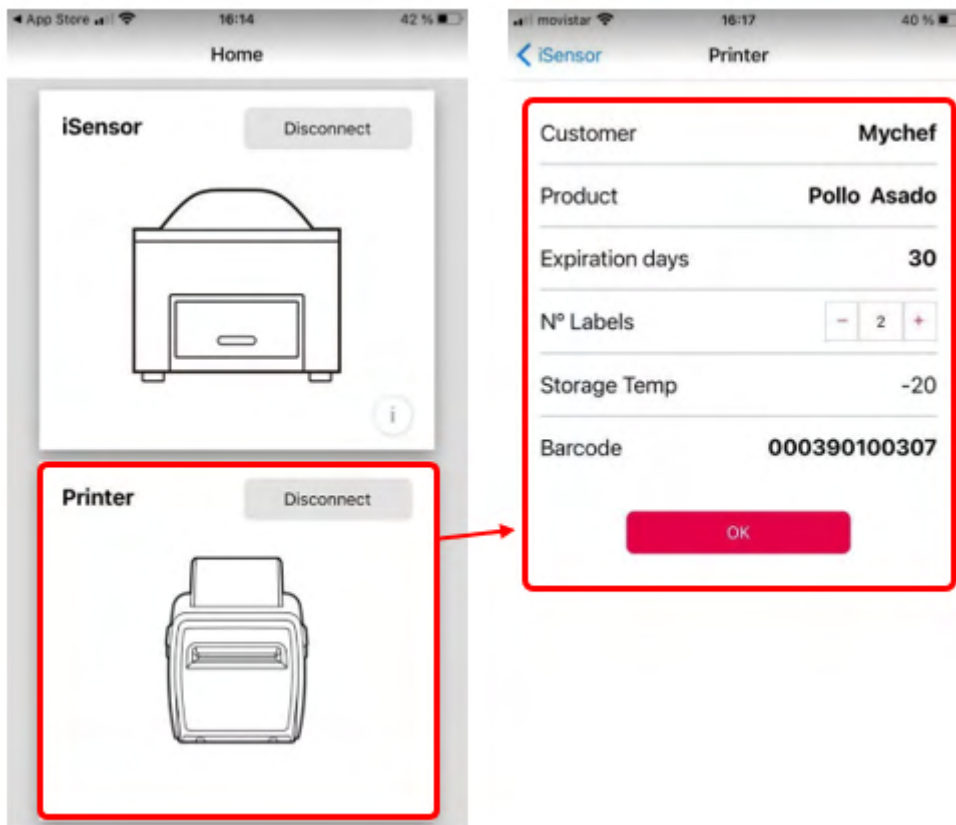 App Store 16:14 42 %
Home
iSensor Disconnect
i
Printer Disconnect
movistar 16:17 40 %
iSensor Printer
Customer Mychef
Product Pollo Asado
Expiration days 30
Nº Labels - 2 +
Storage Temp -20
Barcode 000390100307
OK